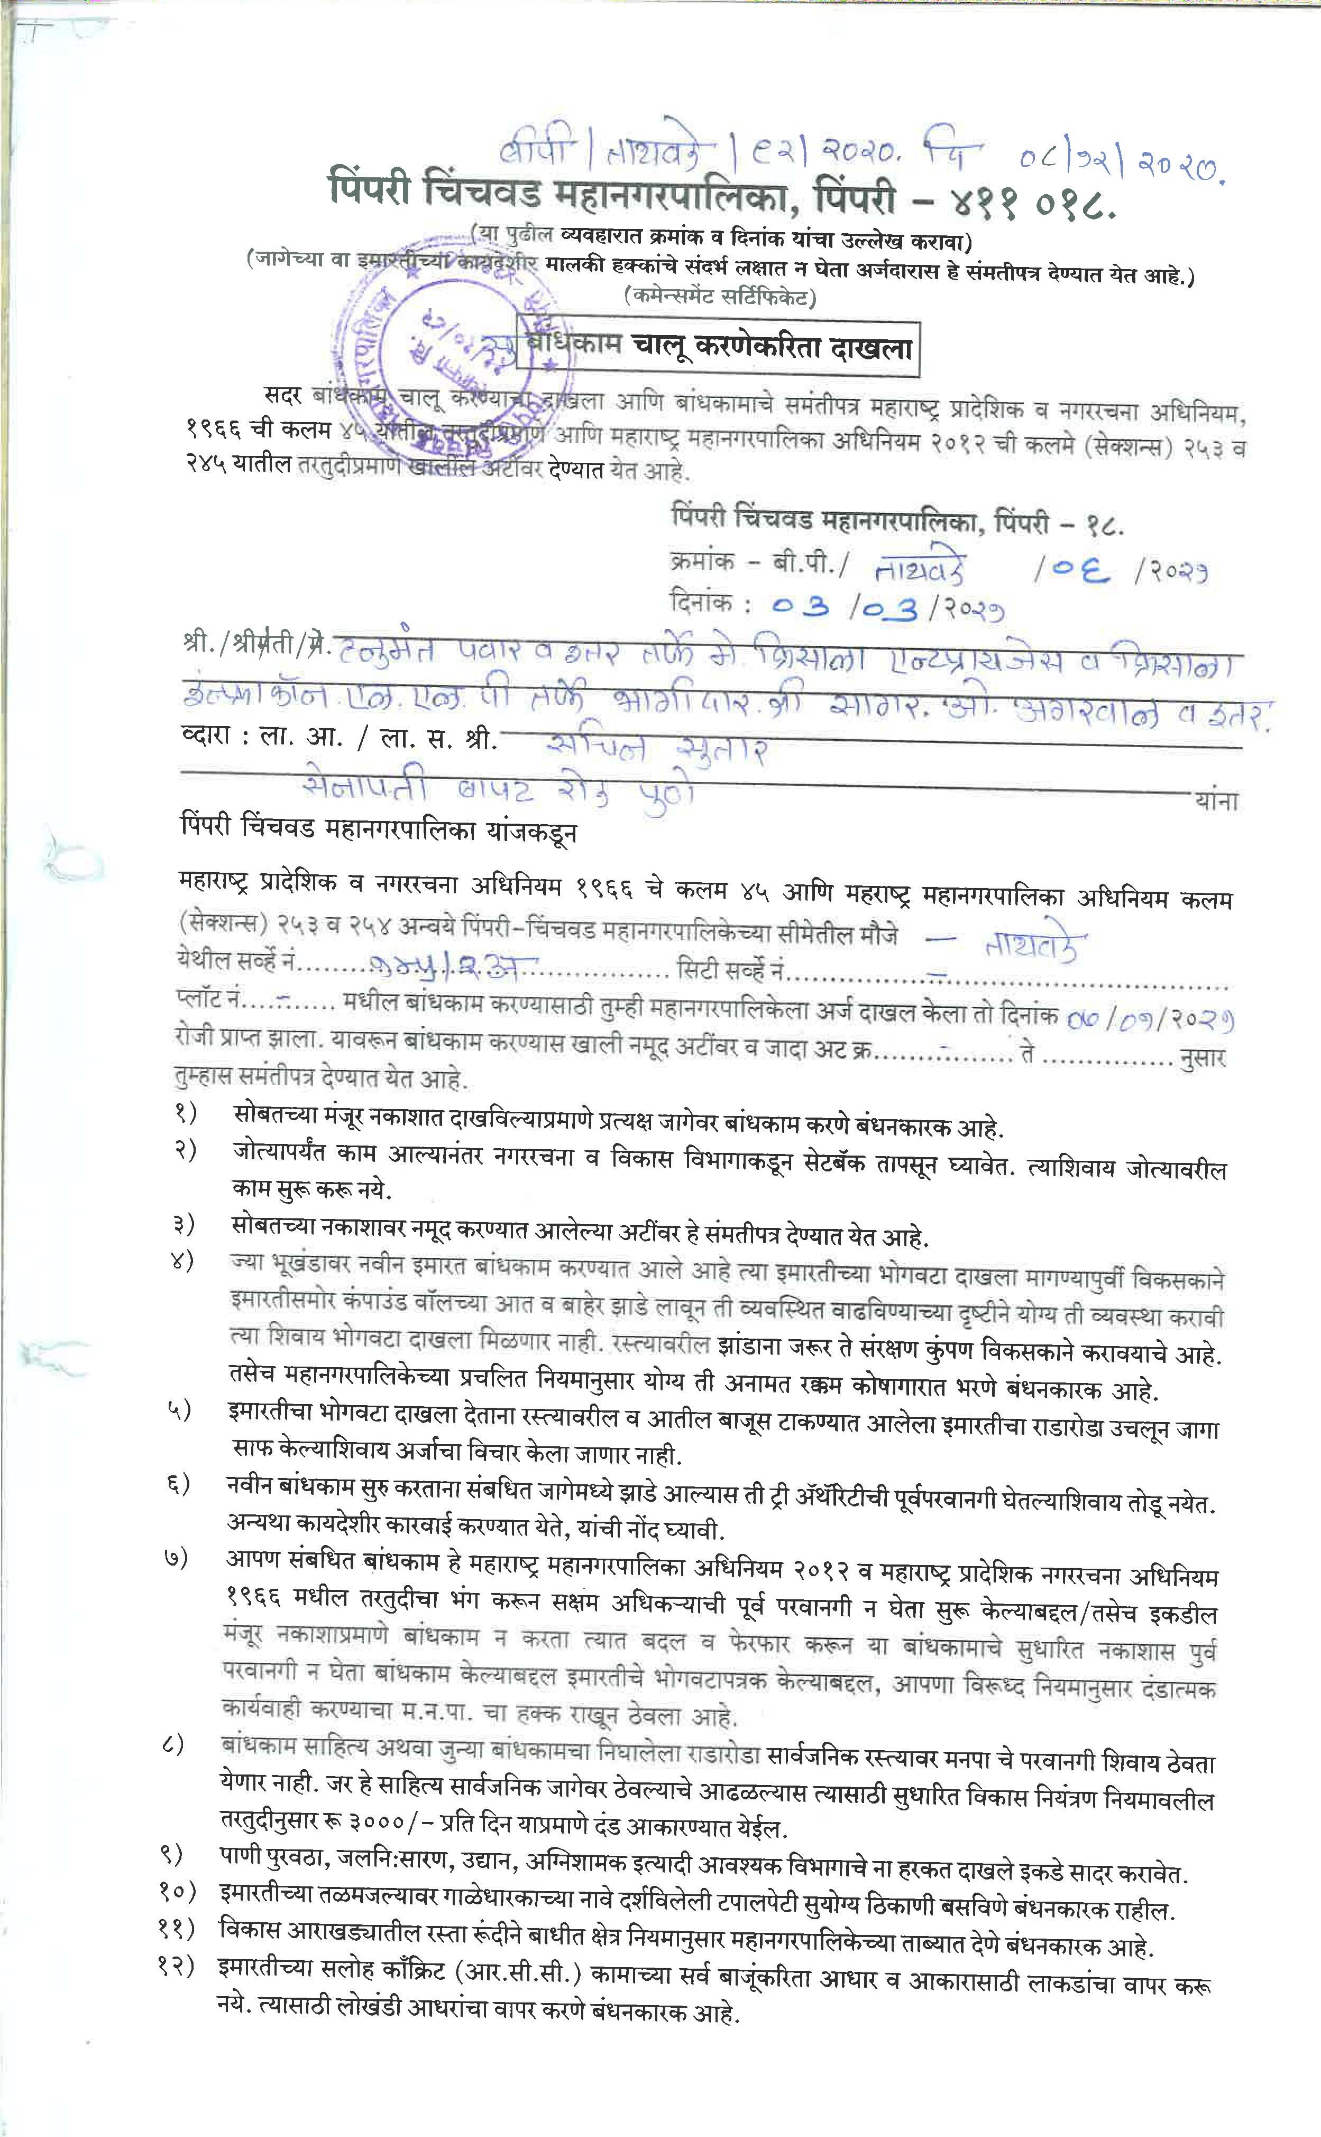 बीपी/ताथवडे/९२/२०२०. दि ०८/१२/२०२०.
पिंपरी चिंचवड महानगरपालिका, पिंपरी – ४११ ०१८.
(या पुढील व्यवहारात क्रमांक व दिनांक यांचा उल्लेख करावा)
(जागेच्या वा इमारतीच्या कायदेशीर मालकी हक्कांचे संदर्भ लक्षात न घेता अर्जदारास हे संमतीपत्र देण्यात येत आहे.)
(कमेन्समेंट सर्टिफिकेट)
बांधकाम चालू करणेकरिता दाखला
सदर बांधकाम चालू करण्याचा दाखला आणि बांधकामाचे समंतीपत्र महाराष्ट्र प्रादेशिक व नगररचना अधिनियम,
१९६६ ची कलम ४५ यातील तरतुदीप्रमाणे आणि महाराष्ट्र महानगरपालिका अधिनियम २०१२ ची कलमे (सेक्शन्स) २५३ व
२४५ यातील तरतुदीप्रमाणे खालील अटींवर देण्यात येत आहे.
पिंपरी चिंचवड महानगरपालिका, पिंपरी – १८.
क्रमांक – बी.पी./ ताथवडे /०६ /२०२१
दिनांक : ०३ /०३/२०२१
श्री./श्रीमती/मे. हनुमंत पवार व इतर तर्फे मे. क्रिसाला एन्टप्रायजेस व क्रिसाला
इन्फ्राकॉन. एल. एल. पी तर्फे भागीदार. श्री सागर. ओ. अगरवाल व इतर.
व्दारा : ला. आ. / ला. स. श्री. सचिन सुतार
सेनापती बापट रोड पुणे यांना
पिंपरी चिंचवड महानगरपालिका यांजकडून
महाराष्ट्र प्रादेशिक व नगररचना अधिनियम १९६६ चे कलम ४५ आणि महराष्ट्र महानगरपालिका अधिनियम कलम
(सेक्शन्स) २५३ व २५४ अन्वये पिंपरी-चिंचवड महानगरपालिकेच्या सीमेतील मौजे – ताथवडे
येथील सर्व्हे नं.........१४५/२अ.................. सिटी सर्व्हे नं..................–....................................
प्लॉट नं.....-.......... मधील बांधकाम करण्यासाठी तुम्ही महानगरपालिकेला अर्ज दाखल केला तो दिनांक ०७/०१/२०२१
रोजी प्राप्त झाला. यावरून बांधकाम करण्यास खाली नमूद अटींवर व जादा अट क्र.........-........ ते ................ नुसार
तुम्हास समंतीपत्र देण्यात येत आहे.
१) सोबतच्या मंजूर नकाशात दाखविल्याप्रमाणे प्रत्यक्ष जागेवर बांधकाम करणे बंधनकारक आहे.
२) जोत्यापर्यंत काम आल्यानंतर नगररचना व विकास विभागाकडून सेटबॅक तापसून घ्यावेत. त्याशिवाय जोत्यावरील
काम सुरू करू नये.
३) सोबतच्या नकाशावर नमूद करण्यात आलेल्या अटींवर हे संमतीपत्र देण्यात येत आहे.
४) ज्या भूखंडावर नवीन इमारत बांधकाम करण्यात आले आहे त्या इमारतीच्या भोगवटा दाखला मागण्यापुर्वी विकसकाने
इमारतीसमोर कंपाउंड वॉलच्या आत व बाहेर झाडे लावून ती व्यवस्थित वाढविण्याच्या दृष्टीने योग्य ती व्यवस्था करावी
त्या शिवाय भोगवटा दाखला मिळणार नाही. रस्त्यावरील झांडाना जरूर ते संरक्षण कुंपण विकसकाने करावयाचे आहे.
तसेच महानगरपालिकेच्या प्रचलित नियमानुसार योग्य ती अनामत रक्कम कोषागारात भरणे बंधनकारक आहे.
५) इमारतीचा भोगवटा दाखला देताना रस्त्यावरील व आतील बाजूस टाकण्यात आलेला इमारतीचा राडारोडा उचलून जागा
साफ केल्याशिवाय अर्जाचा विचार केला जाणार नाही.
६) नवीन बांधकाम सुरु करताना संबधित जागेमध्ये झाडे आल्यास ती ट्री ॲथॅरिटीची पूर्वपरवानगी घेतल्याशिवाय तोडू नयेत.
अन्यथा कायदेशीर कारवाई करण्यात येते, यांची नोंद घ्यावी.
७) आपण संबधित बांधकाम हे महाराष्ट्र महानगरपालिका अधिनियम २०१२ व महाराष्ट्र प्रादेशिक नगररचना अधिनियम
१९६६ मधील तरतुदीचा भंग करून सक्षम अधिकऱ्याची पूर्व परवानगी न घेता सुरू केल्याबद्दल/तसेच इकडील
मंजूर नकाशाप्रमाणे बांधकाम न करता त्यात बदल व फेरफार करून या बांधकामाचे सुधारित नकाशास पुर्व
परवानगी न घेता बांधकाम केल्याबद्दल इमारतीचे भोगवटापत्रक केल्याबद्दल, आपणा विरूध्द नियमानुसार दंडात्मक
कार्यवाही करण्याचा म.न.पा. चा हक्क राखून ठेवला आहे.
८) बांधकाम साहित्य अथवा जुन्या बांधकामचा निघालेला राडारोडा सार्वजनिक रस्त्यावर मनपा चे परवानगी शिवाय ठेवता
येणार नाही. जर हे साहित्य सार्वजनिक जागेवर ठेवल्याचे आढळल्यास त्यासाठी सुधारित विकास नियंत्रण नियमावलील
तरतुदीनुसार रू ३०००/– प्रति दिन याप्रमाणे दंड आकारण्यात येईल.
९) पाणी पुरवठा, जलनि:सारण, उद्यान, अग्निशामक इत्यादी आवश्यक विभागाचे ना हरकत दाखले इकडे सादर करावेत.
१०) इमारतीच्या तळमजल्यावर गाळेधारकाच्या नावे दर्शविलेली टपालपेटी सुयोग्य ठिकाणी बसविणे बंधनकारक राहील.
११) विकास आराखड्यातील रस्ता रूंदीने बाधीत क्षेत्र नियमानुसार महानगरपालिकेच्या ताब्यात देणे बंधनकारक आहे.
१२) इमारतीच्या सलोह काँक्रिट (आर.सी.सी.) कामाच्या सर्व बाजूंकरिता आधार व आकारासाठी लाकडांचा वापर करू
नये. त्यासाठी लोखंडी आधरांचा वापर करणे बंधनकारक आहे.